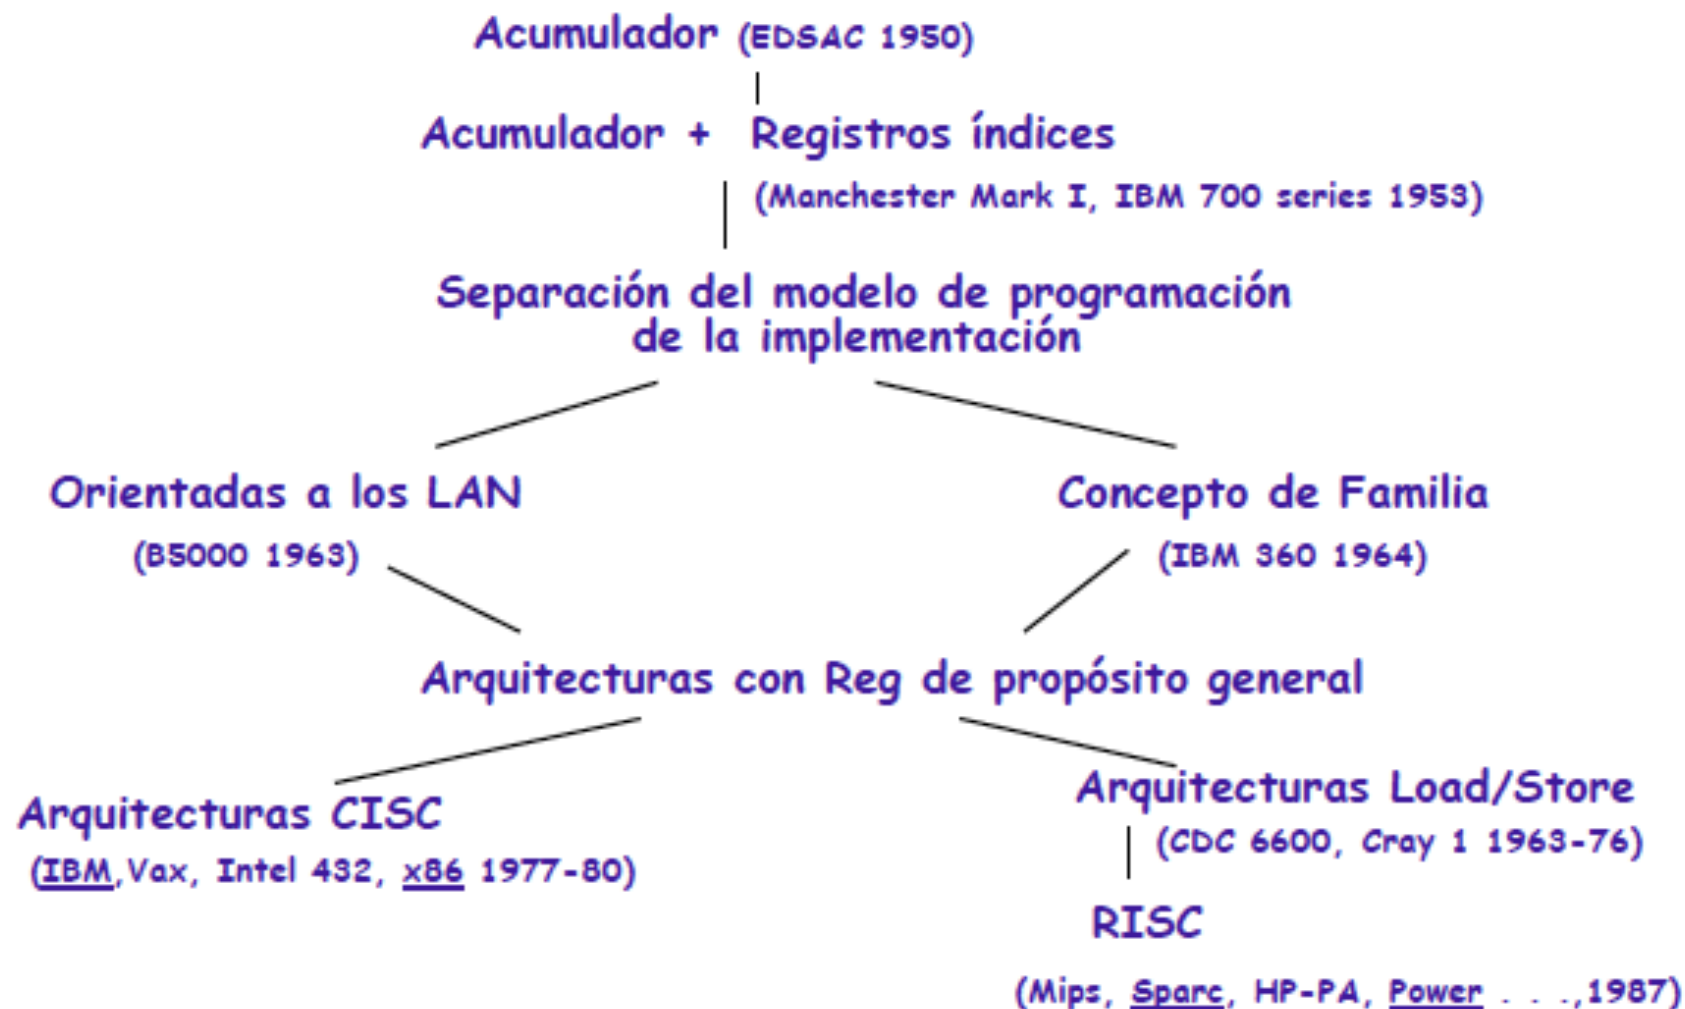 Acumulador (EDSAC 1950)
Acumulador + Registros índices
(Manchester Mark I, IBM 700 series 1953)
Separación del modelo de programación
de la implementación
Orientadas a los LAN
(B5000 1963)
Concepto de Familia
(IBM 360 1964)
Arquitecturas con Reg de propósito general
Arquitecturas CISC
(IBM,Vax, Intel 432, x86 1977-80)
Arquitecturas Load/Store
(CDC 6600, Cray 1 1963-76)
RISC
(Mips, Sparc, HP-PA, Power . . .,1987)